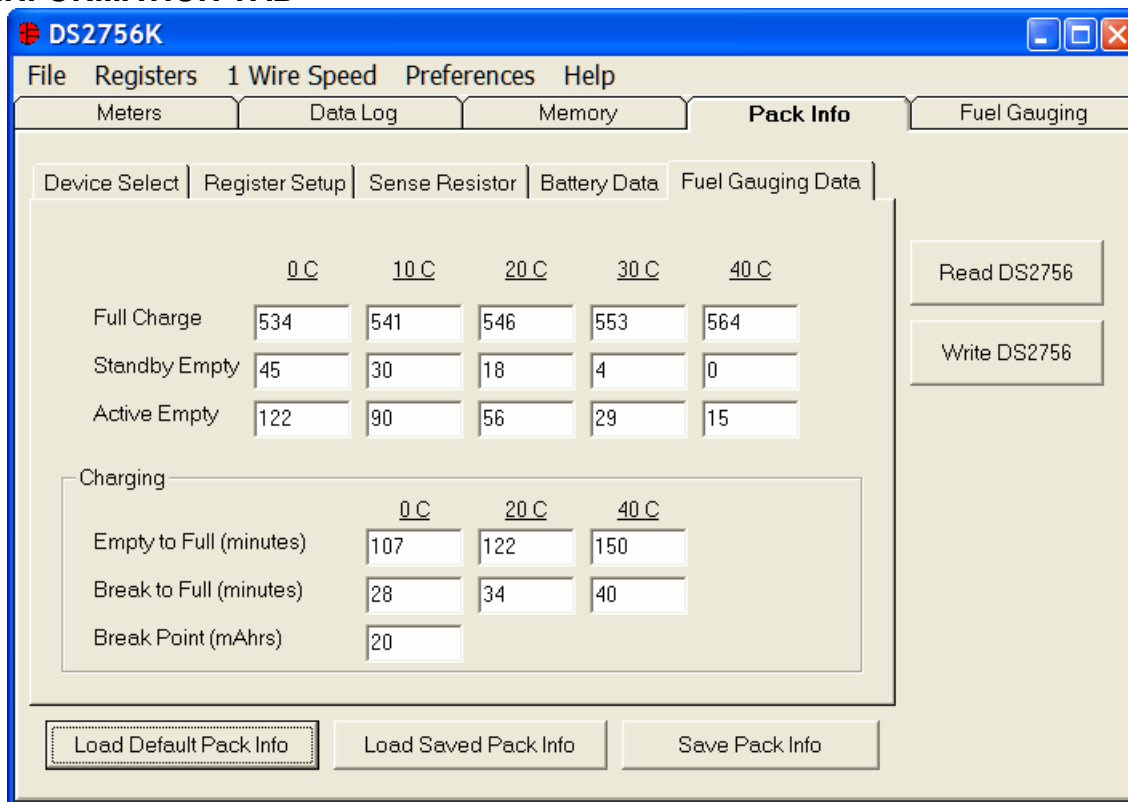 DS2756K
File Registers 1 Wire Speed Preferences Help
Meters Data Log Memory Pack Info Fuel Gauging
Device Select Register Setup Sense Resistor Battery Data Fuel Gauging Data
0 C 10 C 20 C 30 C 40 C
Full Charge 534 541 546 553 564
Standby Empty 45 30 18 4 0
Active Empty 122 90 56 29 15
Read DS2756
Write DS2756
Charging
0 C 20 C 40 C
Empty to Full (minutes) 107 122 150
Break to Full (minutes) 28 34 40
Break Point (mAhrs) 20
Load Default Pack Info Load Saved Pack Info Save Pack Info